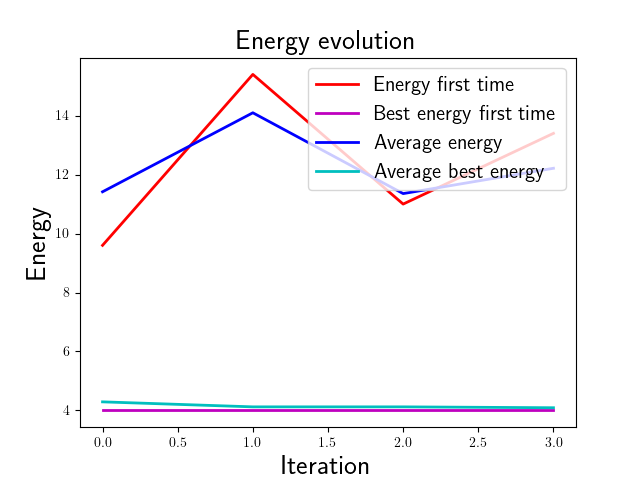 Energy evolution
Energy first time
Best energy first time
Average energy
Average best energy
Energy
14
12
10
8
6
4
0.0 0.5 1.0 1.5 2.0 2.5 3.0
Iteration